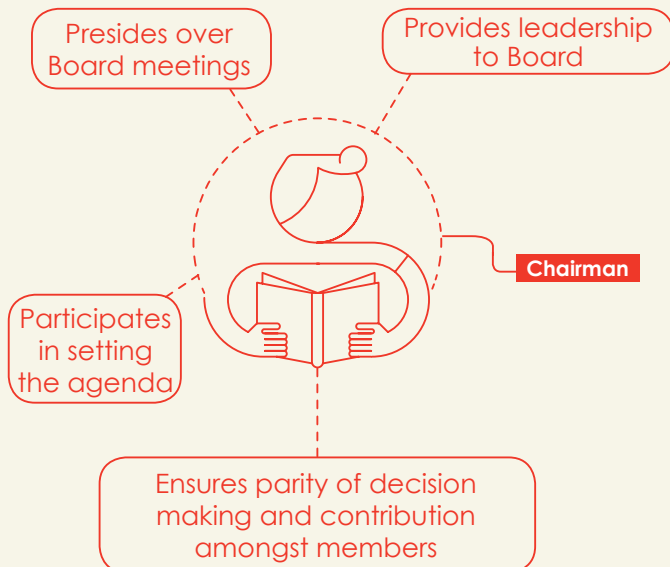 Presides over
Board meetings
Provides leadership
to Board
Chairman
Participates
in setting
the agenda
Ensures parity of decision
making and contribution
amongst members